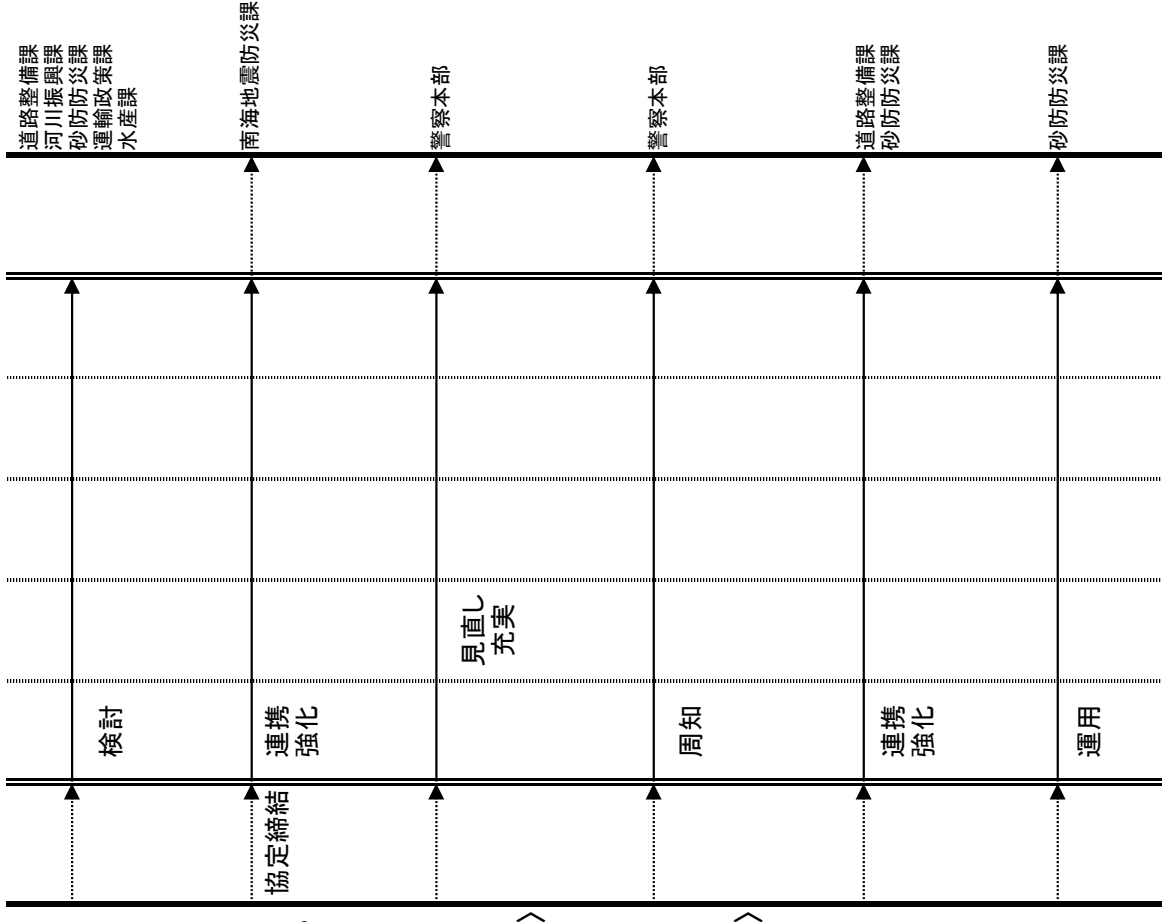 道路整備課
河川振興課
砂防防災課
運輸政策課
水産課
検討
南海地震防災課
連携
強化
協定締結
警察本部
見直し
充実
警察本部
周知
道路整備課
砂防防災課
連携
強化
砂防防災課
運用